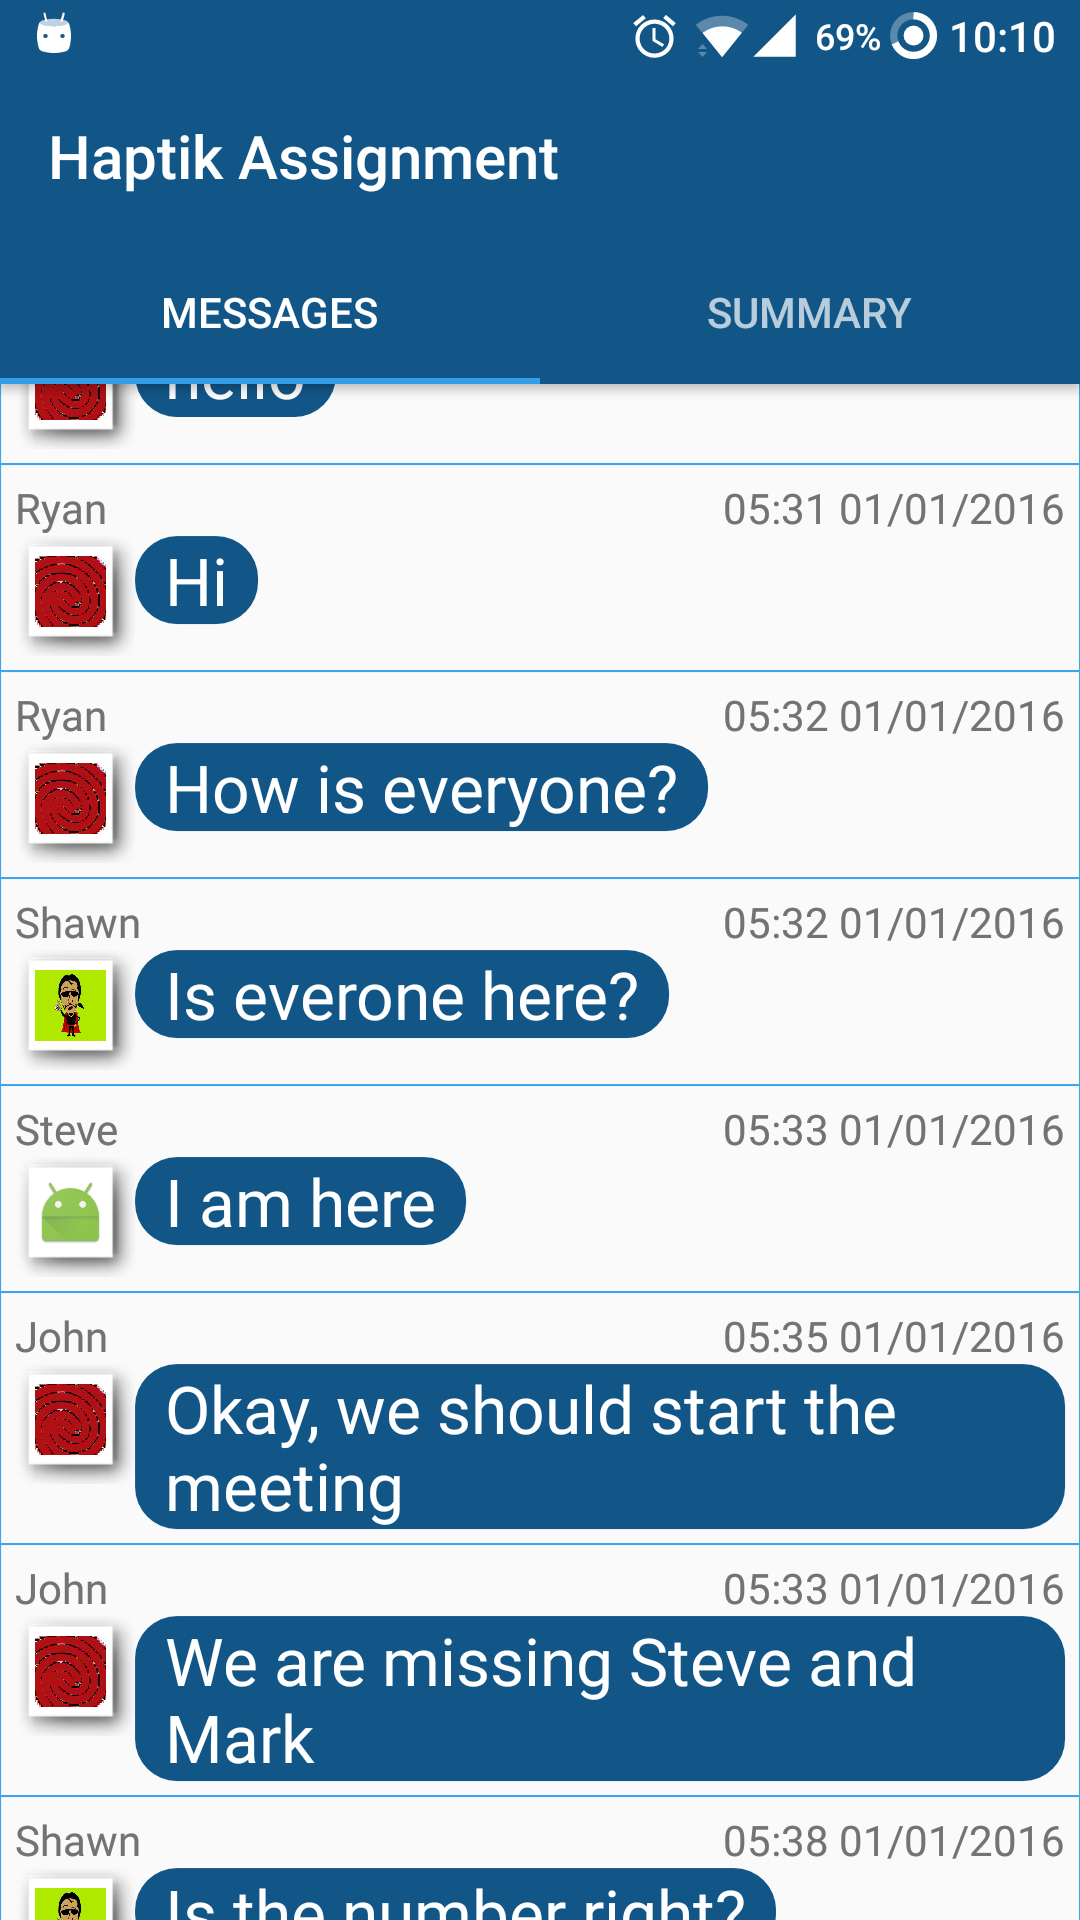 69% 10:10
Haptik Assignment
MESSAGES SUMMARY
hello
Ryan 05:31 01/01/2016
Hi
Ryan 05:32 01/01/2016
How is everyone?
Shawn 05:32 01/01/2016
Is everone here?
Steve 05:33 01/01/2016
I am here
John 05:35 01/01/2016
Okay, we should start the
meeting
John 05:33 01/01/2016
We are missing Steve and
Mark
Shawn 05:38 01/01/2016
Is the number right?